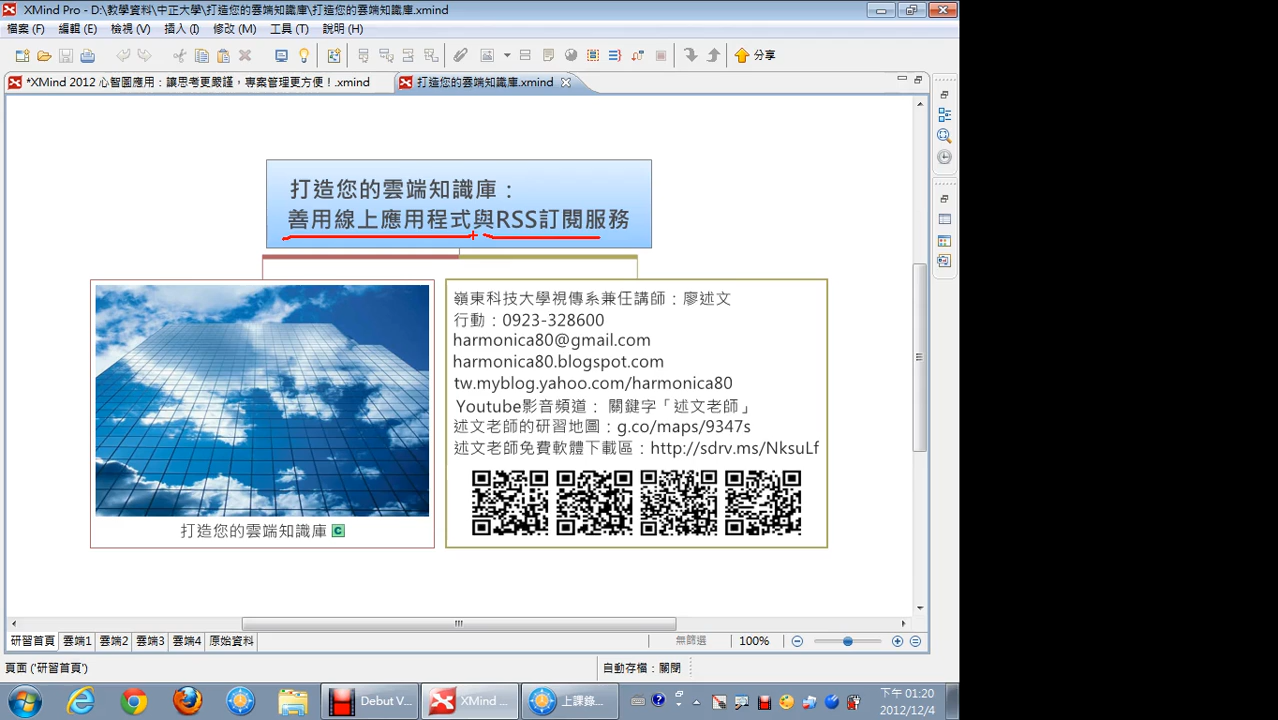 XMind Pro - D:\教學資料\中正大學\打造您的雲端知識庫\打造您的雲端知識庫.xmind
檔案 (F) 編輯 (E) 檢視 (V) 插入 (I) 修改 (M) 工具 (T) 說明 (H)
分享
*XMind 2012 心智圖應用：讓思考更嚴謹，專案管理更方便！.xmind 打造您的雲端知識庫.xmind
打造您的雲端知識庫：
善用線上應用程式與RSS訂閱服務
嶺東科技大學視傳系兼任講師：廖述文
行動：0923-328600
harmonica80@gmail.com
harmonica80.blogspot.com
tw.myblog.yahoo.com/harmonica80
Youtube影音頻道： 關鍵字「述文老師」
述文老師的研習地圖：g.co/maps/9347s
述文老師免費軟體下載區：http://sdrv.ms/NksuLf
打造您的雲端知識庫 C
研習首頁 雲端1 雲端2 雲端3 雲端4 原始資料
無篩選 100%
頁面 ('研習首頁')
自動存檔：關閉
Debut V... XMind ... 上課錄...
下午 01:20
2012/12/4